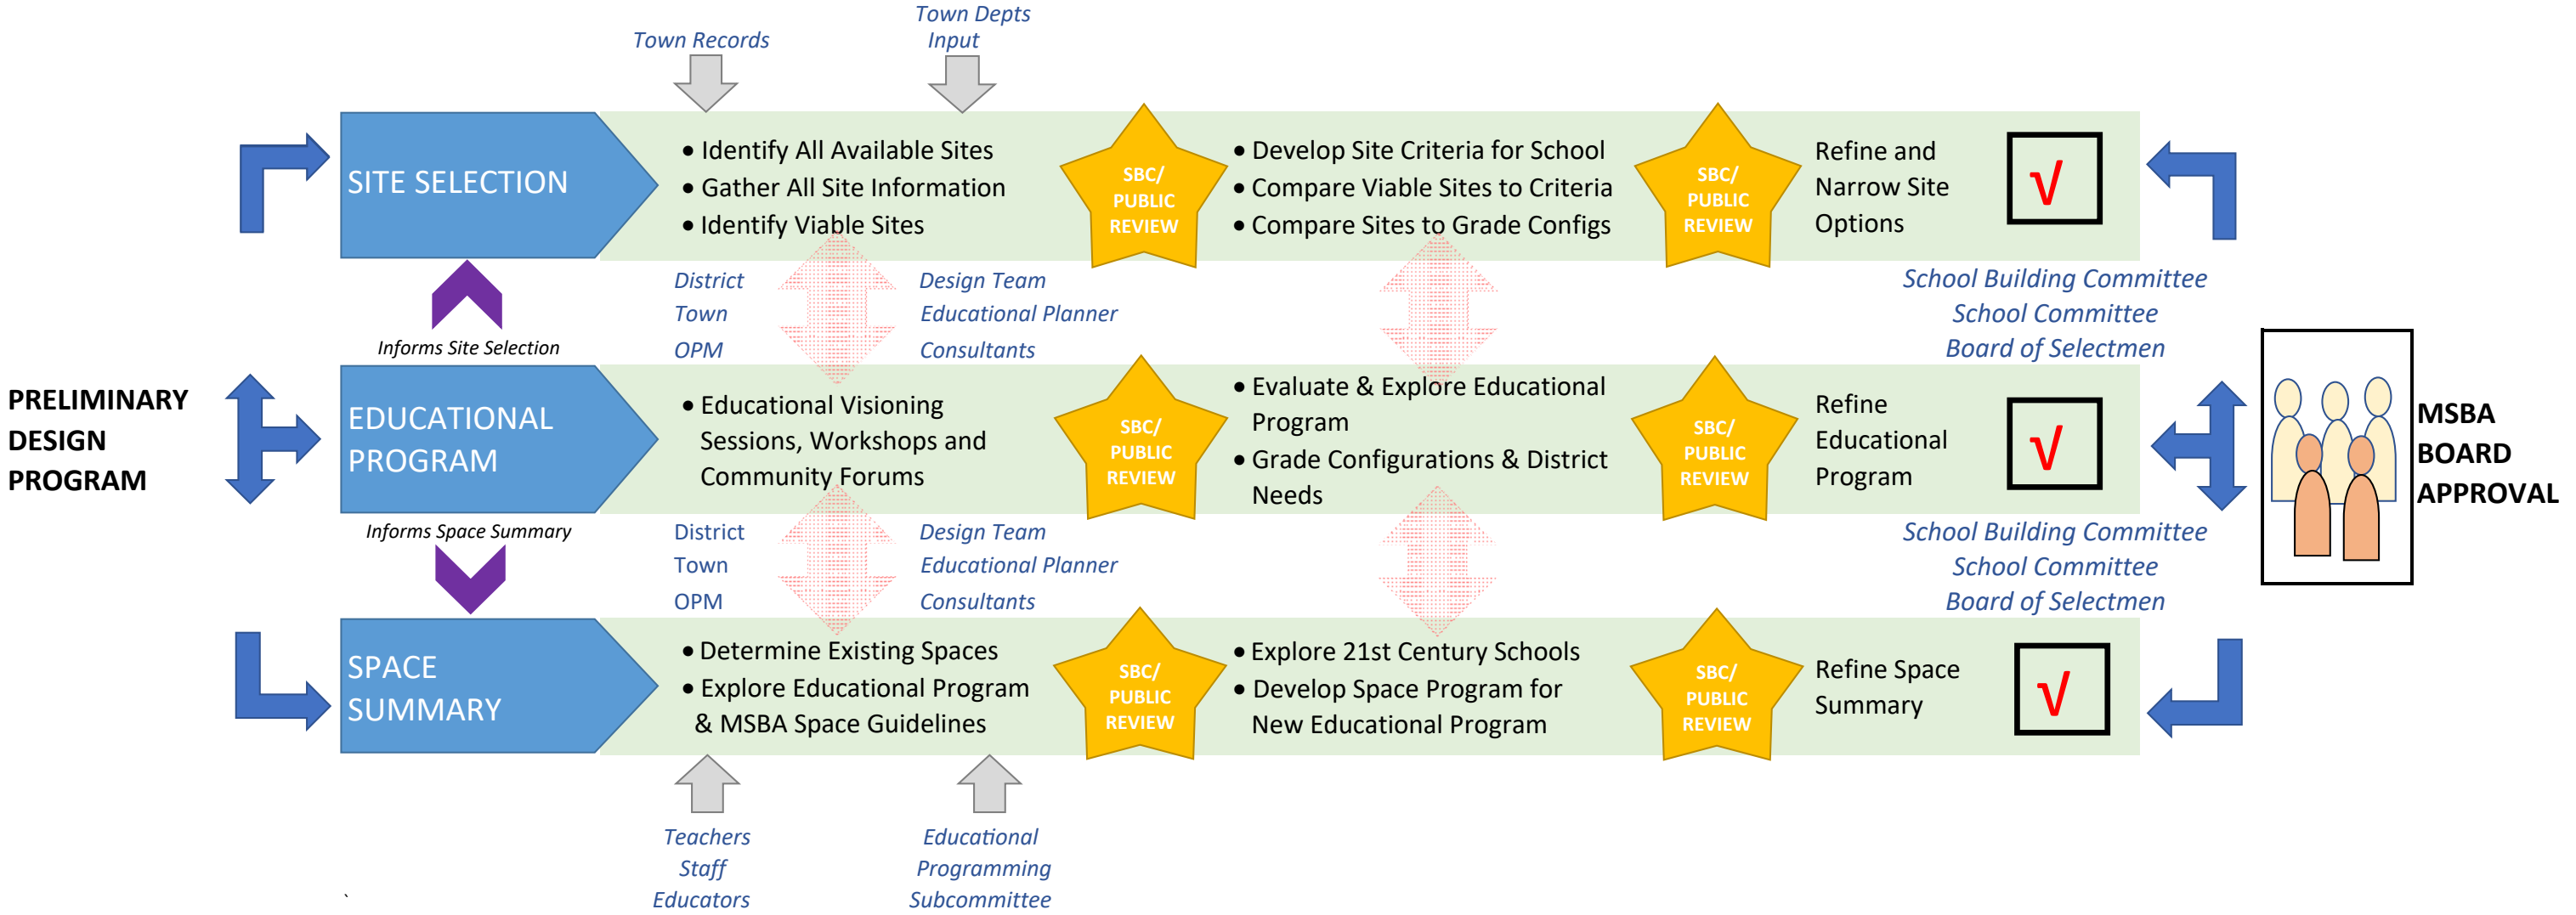 Town Records
Town Depts
Input
SITE SELECTION
• Identify All Available Sites
• Gather All Site Information
• Identify Viable Sites
SBC/
PUBLIC
REVIEW
• Develop Site Criteria for School
• Compare Viable Sites to Criteria
• Compare Sites to Grade Configs
SBC/
PUBLIC
REVIEW
Refine and
Narrow Site
Options
√
Informs Site Selection
District
Town
OPM
Design Team
Educational Planner
Consultants
School Building Committee
School Committee
Board of Selectmen
PRELIMINARY
DESIGN
PROGRAM
EDUCATIONAL
PROGRAM
• Educational Visioning
Sessions, Workshops and
Community Forums
SBC/
PUBLIC
REVIEW
• Evaluate & Explore Educational
Program
• Grade Configurations & District
Needs
SBC/
PUBLIC
REVIEW
Refine
Educational
Program
√
MSBA
BOARD
APPROVAL
Informs Space Summary
District
Town
OPM
Design Team
Educational Planner
Consultants
School Building Committee
School Committee
Board of Selectmen
SPACE
SUMMARY
• Determine Existing Spaces
• Explore Educational Program
& MSBA Space Guidelines
SBC/
PUBLIC
REVIEW
• Explore 21st Century Schools
• Develop Space Program for
New Educational Program
SBC/
PUBLIC
REVIEW
Refine Space
Summary
√
Teachers
Staff
Educators
Educational
Programming
Subcommittee
`